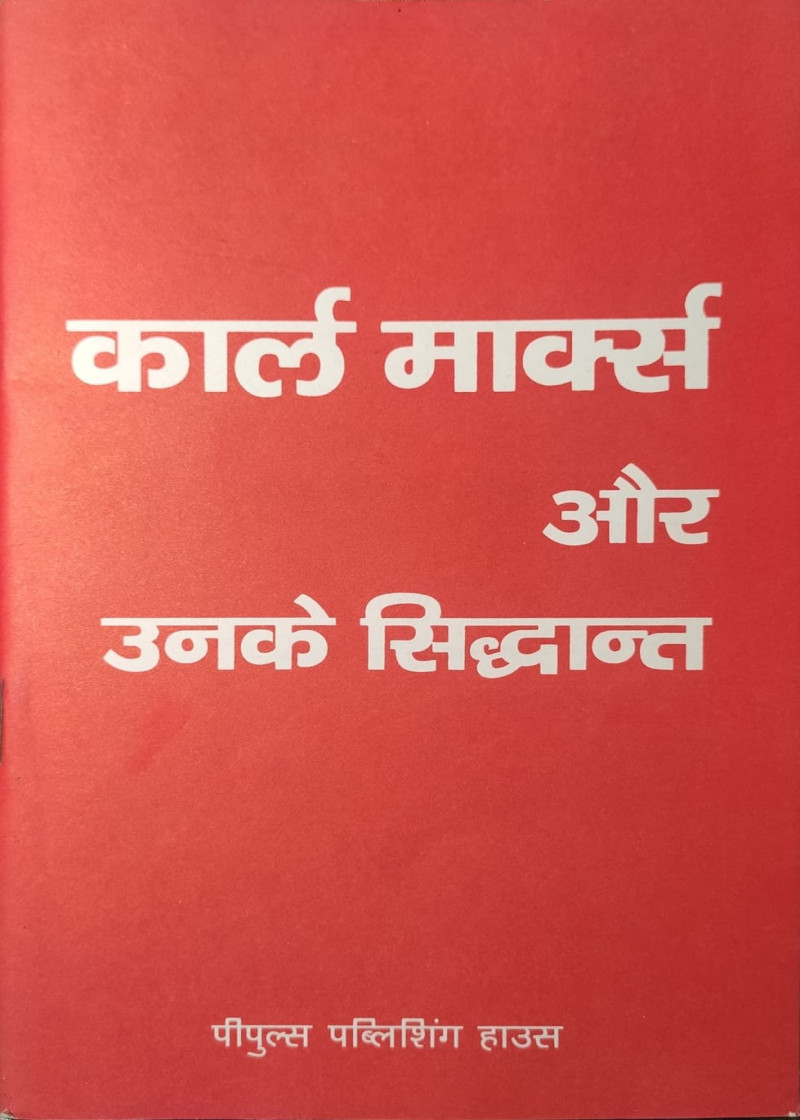 कार्ल मार्क्स
और
उनके सिद्धान्त
पीपुल्स पब्लिशिंग हाउस